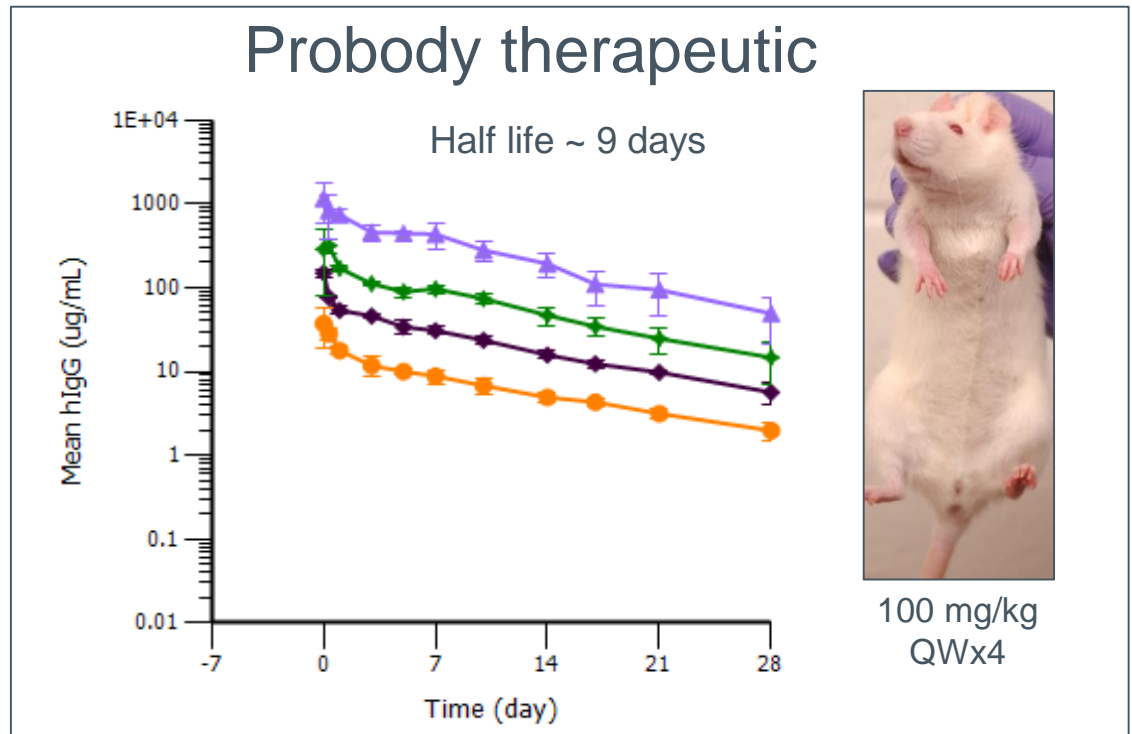 Probody therapeutic
Half life ~ 9 days
1E+04
1000
100
10
1
0.1
0.01
Mean hIgG (ug/mL)
-7 0 7 14 21 28
Time (day)
100 mg/kg
QWx4